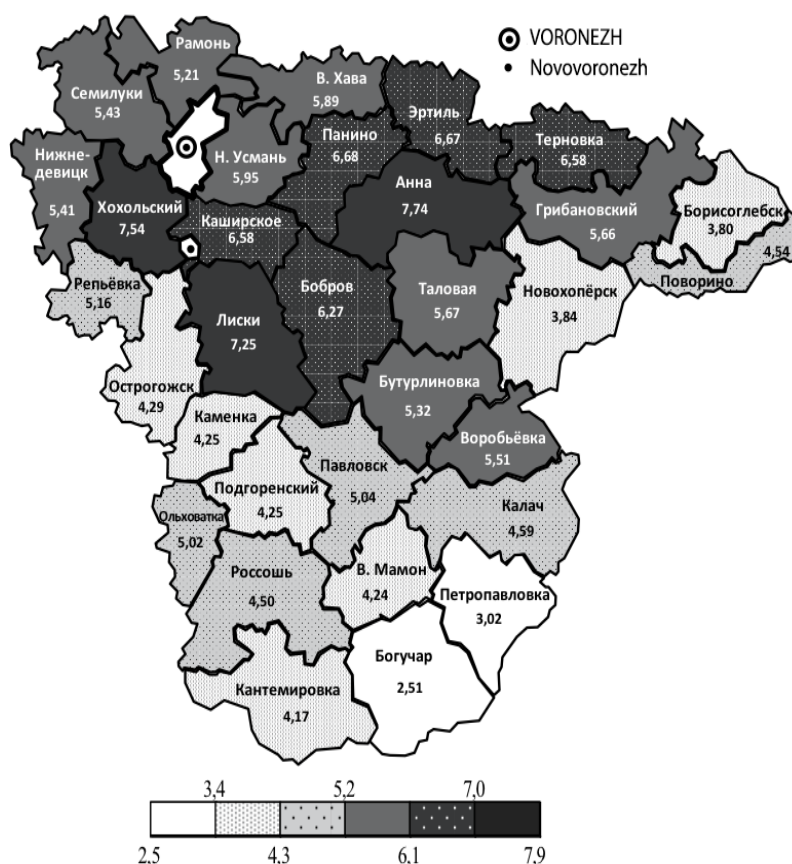 VORONEZH
Novovoronezh
Рамонь
5,21
Семилуки
5,43
В. Хава
5,89
Эртиль
6,67
Панино
6,68
Терновка
6,58
Нижне-
девицк
5,41
Н. Усмань
5,95
Хохольский
7,54
Каширское
6,58
Анна
7,74
Грибановский
5,66
Борисоглебск
3,80
4,54
Поворино
Репьёвка
5,16
Лиски
7,25
Бобров
6,27
Таловая
5,67
Новохопёрск
3,84
Острогожск
4,29
Каменка
4,25
Бутурлиновка
5,32
Воробьёвка
5,51
Павловск
5,04
Подгоренский
4,25
Калач
4,59
Ольховатка
5,02
Россошь
4,50
В. Мамон
4,24
Петропавловка
3,02
Богучар
2,51
Кантемировка
4,17
3,4 5,2 7,0
2,5 4,3 6,1 7,9